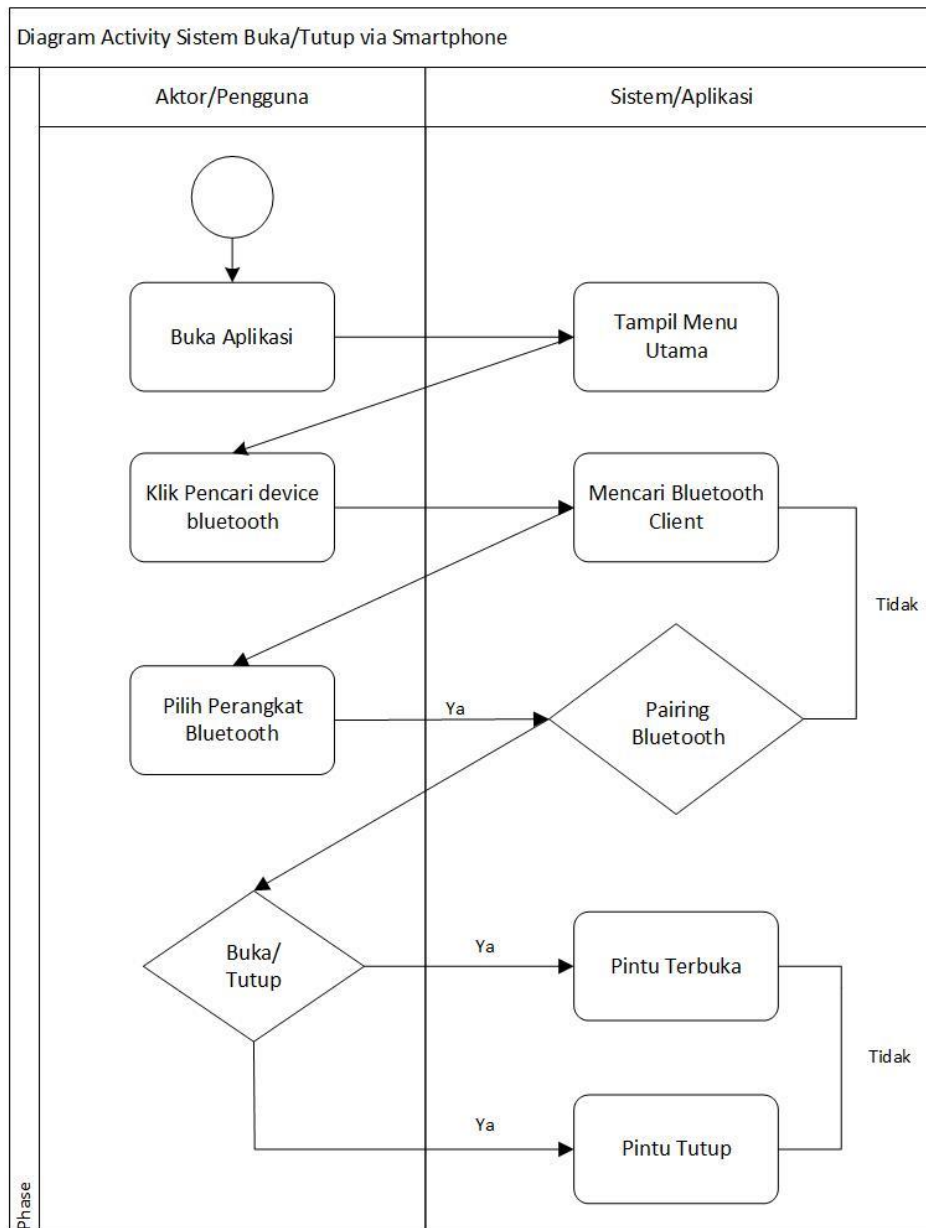 Diagram Activity Sistem Buka/Tutup via Smartphone
Aktor/Pengguna
Sistem/Aplikasi
Buka Aplikasi
Tampil Menu
Utama
Klik Pencari device
bluetooth
Mencari Bluetooth
Client
Tidak
Pilih Perangkat
Bluetooth
Ya
Pairing
Bluetooth
Buka/
Tutup
Ya
Pintu Terbuka
Tidak
Ya
Pintu Tutup
Phase